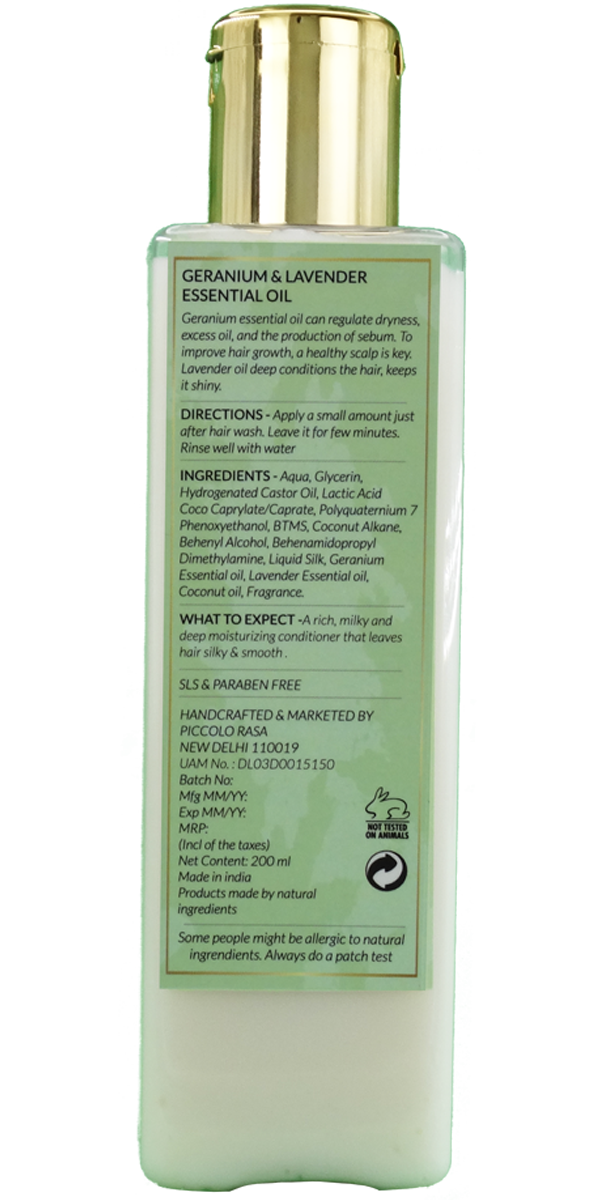 GERANIUM & LAVENDER
ESSENTIAL OIL
Geranium essential oil can regulate dryness,
excess oil, and the production of sebum. To
improve hair growth, a healthy scalp is key.
Lavender oil deep conditions the hair, keeps
it shiny.
DIRECTIONS - Apply a small amount just
after hair wash. Leave it for few minutes.
Rinse well with water
INGREDIENTS - Aqua, Glycerin,
Hydrogenated Castor Oil, Lactic Acid
Coco Caprylate/Caprate, Polyquaternium 7
Phenoxyethanol, BTMS, Coconut Alkane,
Behenyl Alcohol, Behenamidopropyl
Dimethylamine, Liquid Silk, Geranium
Essential oil, Lavender Essential oil,
Coconut oil, Fragrance.
WHAT TO EXPECT -A rich, milky and
deep moisturizing conditioner that leaves
hair silky & smooth .
SLS & PARABEN FREE
HANDCRAFTED & MARKETED BY
PICCOLO RASA
NEW DELHI 110019
UAM No. : DL03D0015150
Batch No:
Mfg MM/YY:
Exp MM/YY:
MRP:
(Incl of the taxes)
Net Content: 200 ml
Made in india
Products made by natural
ingredients
NOT TESTED
ON ANIMALS
Some people might be allergic to natural
ingrendients. Always do a patch test